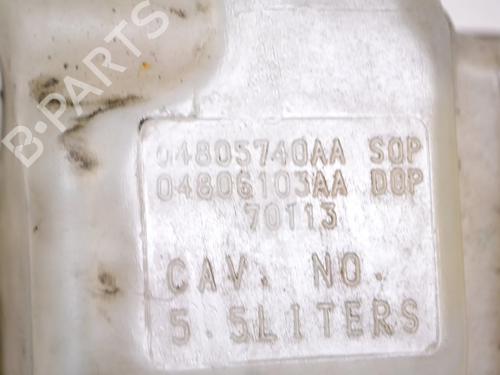 B-PARTS
04805740AA SOP
04806103AA DOP
70113
CAV. NO.
5.5LITERS